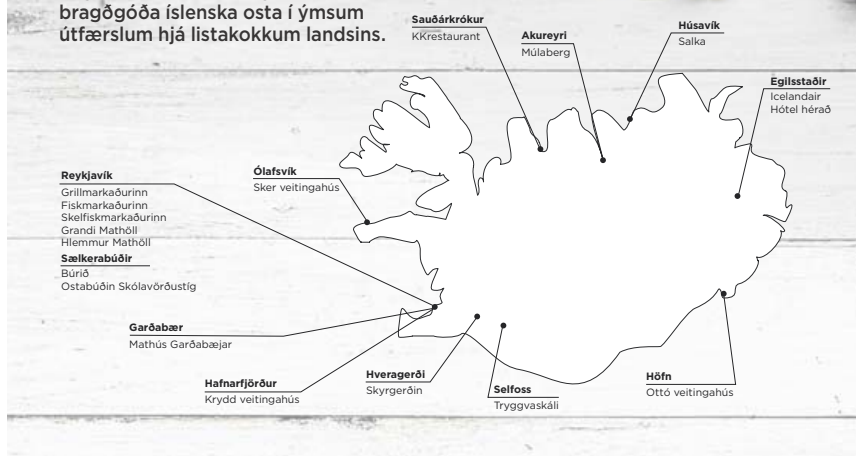 bragðgóða íslenska osta í ýmsum
útfærslum hjá listakokkum landsins.
Sauðárkrókur
KKrestaurant
Akureyri
Múlaberg
Húsavík
Salka
Egilsstaðir
Icelandair
Hótel hérað
Ólafsvík
Sker veitingahús
Reykjavík
Grillmarkaðurinn
Fiskmarkaðurinn
Skelfiskmarkaðurinn
Grandi Mathöll
Hlemmur Mathöll
Sælkerabúðir
Búrið
Ostabúðin Skólavörðustíg
Garðabær
Mathús Garðabæjar
Hafnarfjörður
Krydd veitingahús
Hveragerði
Skyrgerðin
Selfoss
Tryggvaskáli
Höfn
Ottó veitingahús